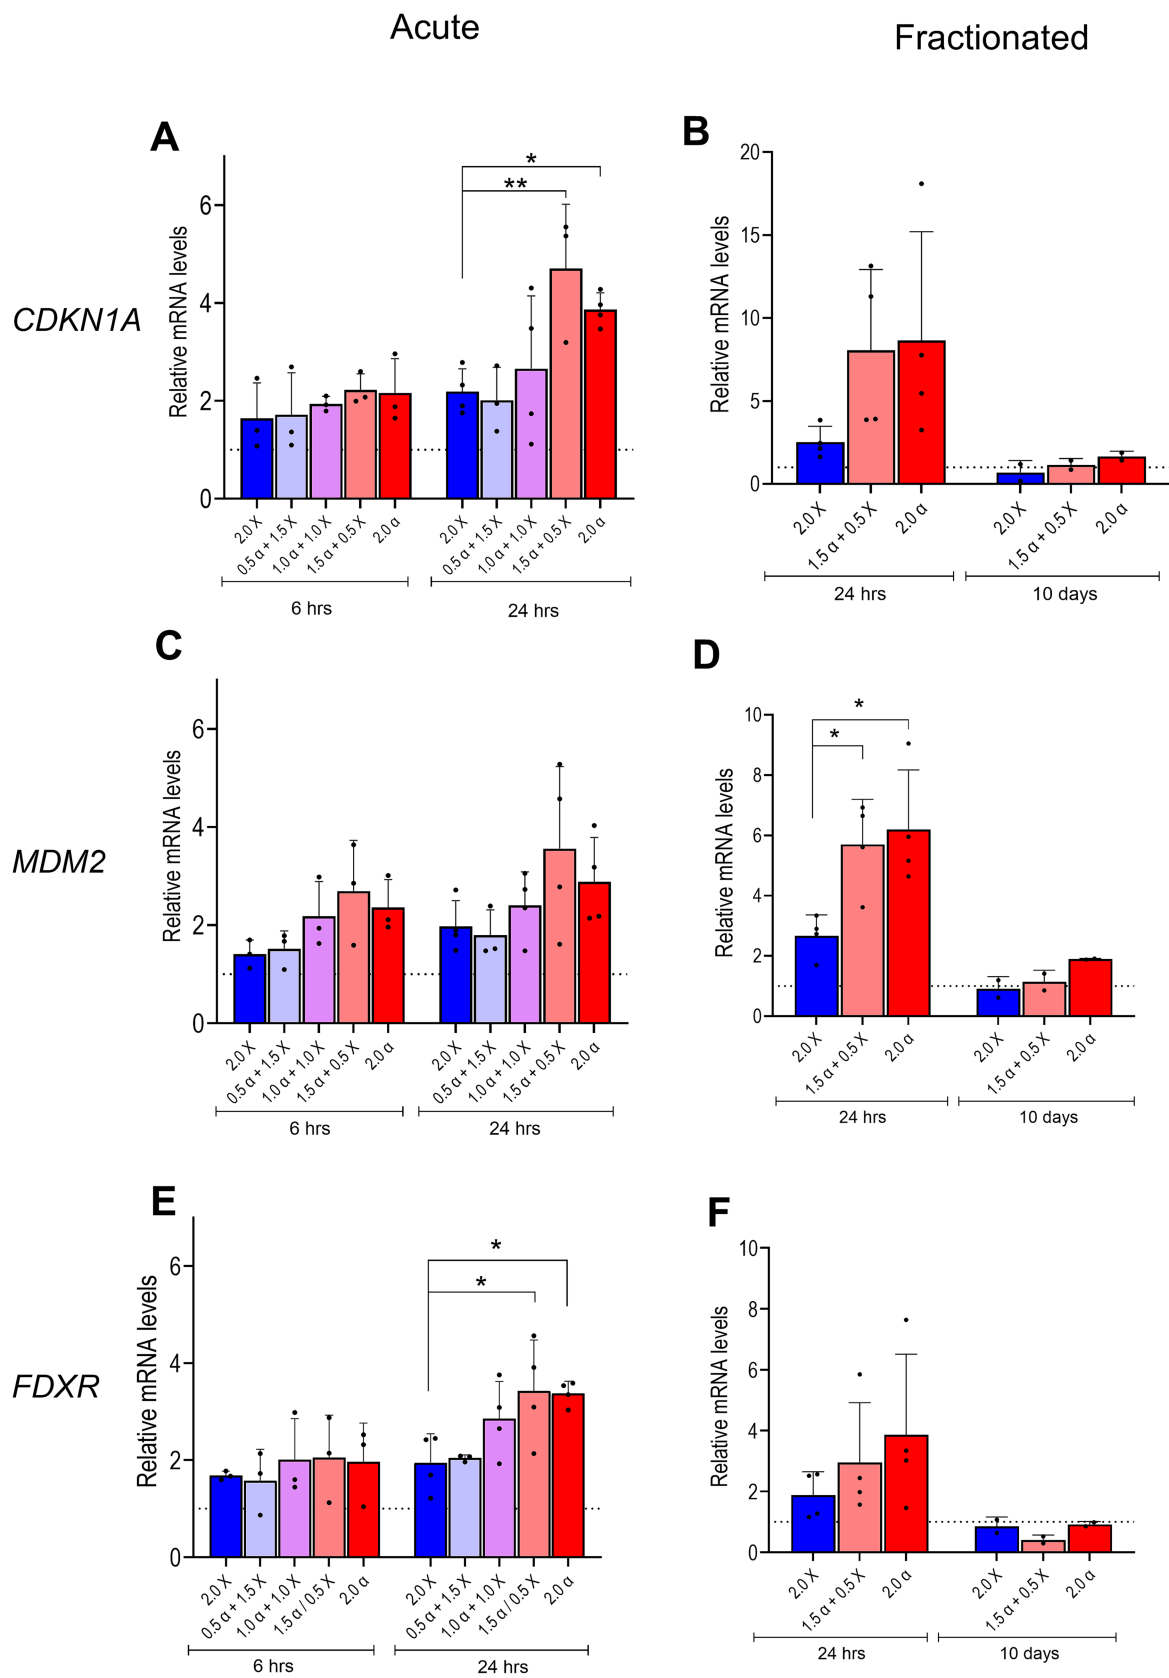 Acute
Fractionated
CDKN1A
A
Relative mRNA levels
6
4
2
0
*
**
2.0 X
0.5 α + 1.5 X
1.0 α + 1.0 X
1.5 α + 0.5 X
2.0 α
2.0 X
0.5 α + 1.5 X
1.0 α + 1.0 X
1.5 α + 0.5 X
2.0 α
6 hrs
24 hrs
B
Relative mRNA levels
20
15
10
5
0
2.0 X
1.5 α + 0.5 X
2.0 α
2.0 X
1.5 α + 0.5 X
2.0 α
24 hrs
10 days
MDM2
C
Relative mRNA levels
6
4
2
0
2.0 X
0.5 α + 1.5 X
1.0 α + 1.0 X
1.5 α + 0.5 X
2.0 α
2.0 X
0.5 α + 1.5 X
1.0 α + 1.0 X
1.5 α + 0.5 X
2.0 α
6 hrs
24 hrs
D
Relative mRNA levels
10
8
6
4
2
0
*
*
2.0 X
1.5 α + 0.5 X
2.0 α
2.0 X
1.5 α + 0.5 X
2.0 α
24 hrs
10 days
FDXR
E
Relative mRNA levels
6
4
2
0
*
*
2.0 X
0.5 α + 1.5 X
1.0 α + 1.0 X
1.5 α / 0.5 X
2.0 α
2.0 X
0.5 α + 1.5 X
1.0 α + 1.0 X
1.5 α / 0.5 X
2.0 α
6 hrs
24 hrs
F
Relative mRNA levels
10
8
6
4
2
0
2.0 X
1.5 α + 0.5 X
2.0 α
2.0 X
1.5 α + 0.5 X
2.0 α
24 hrs
10 days